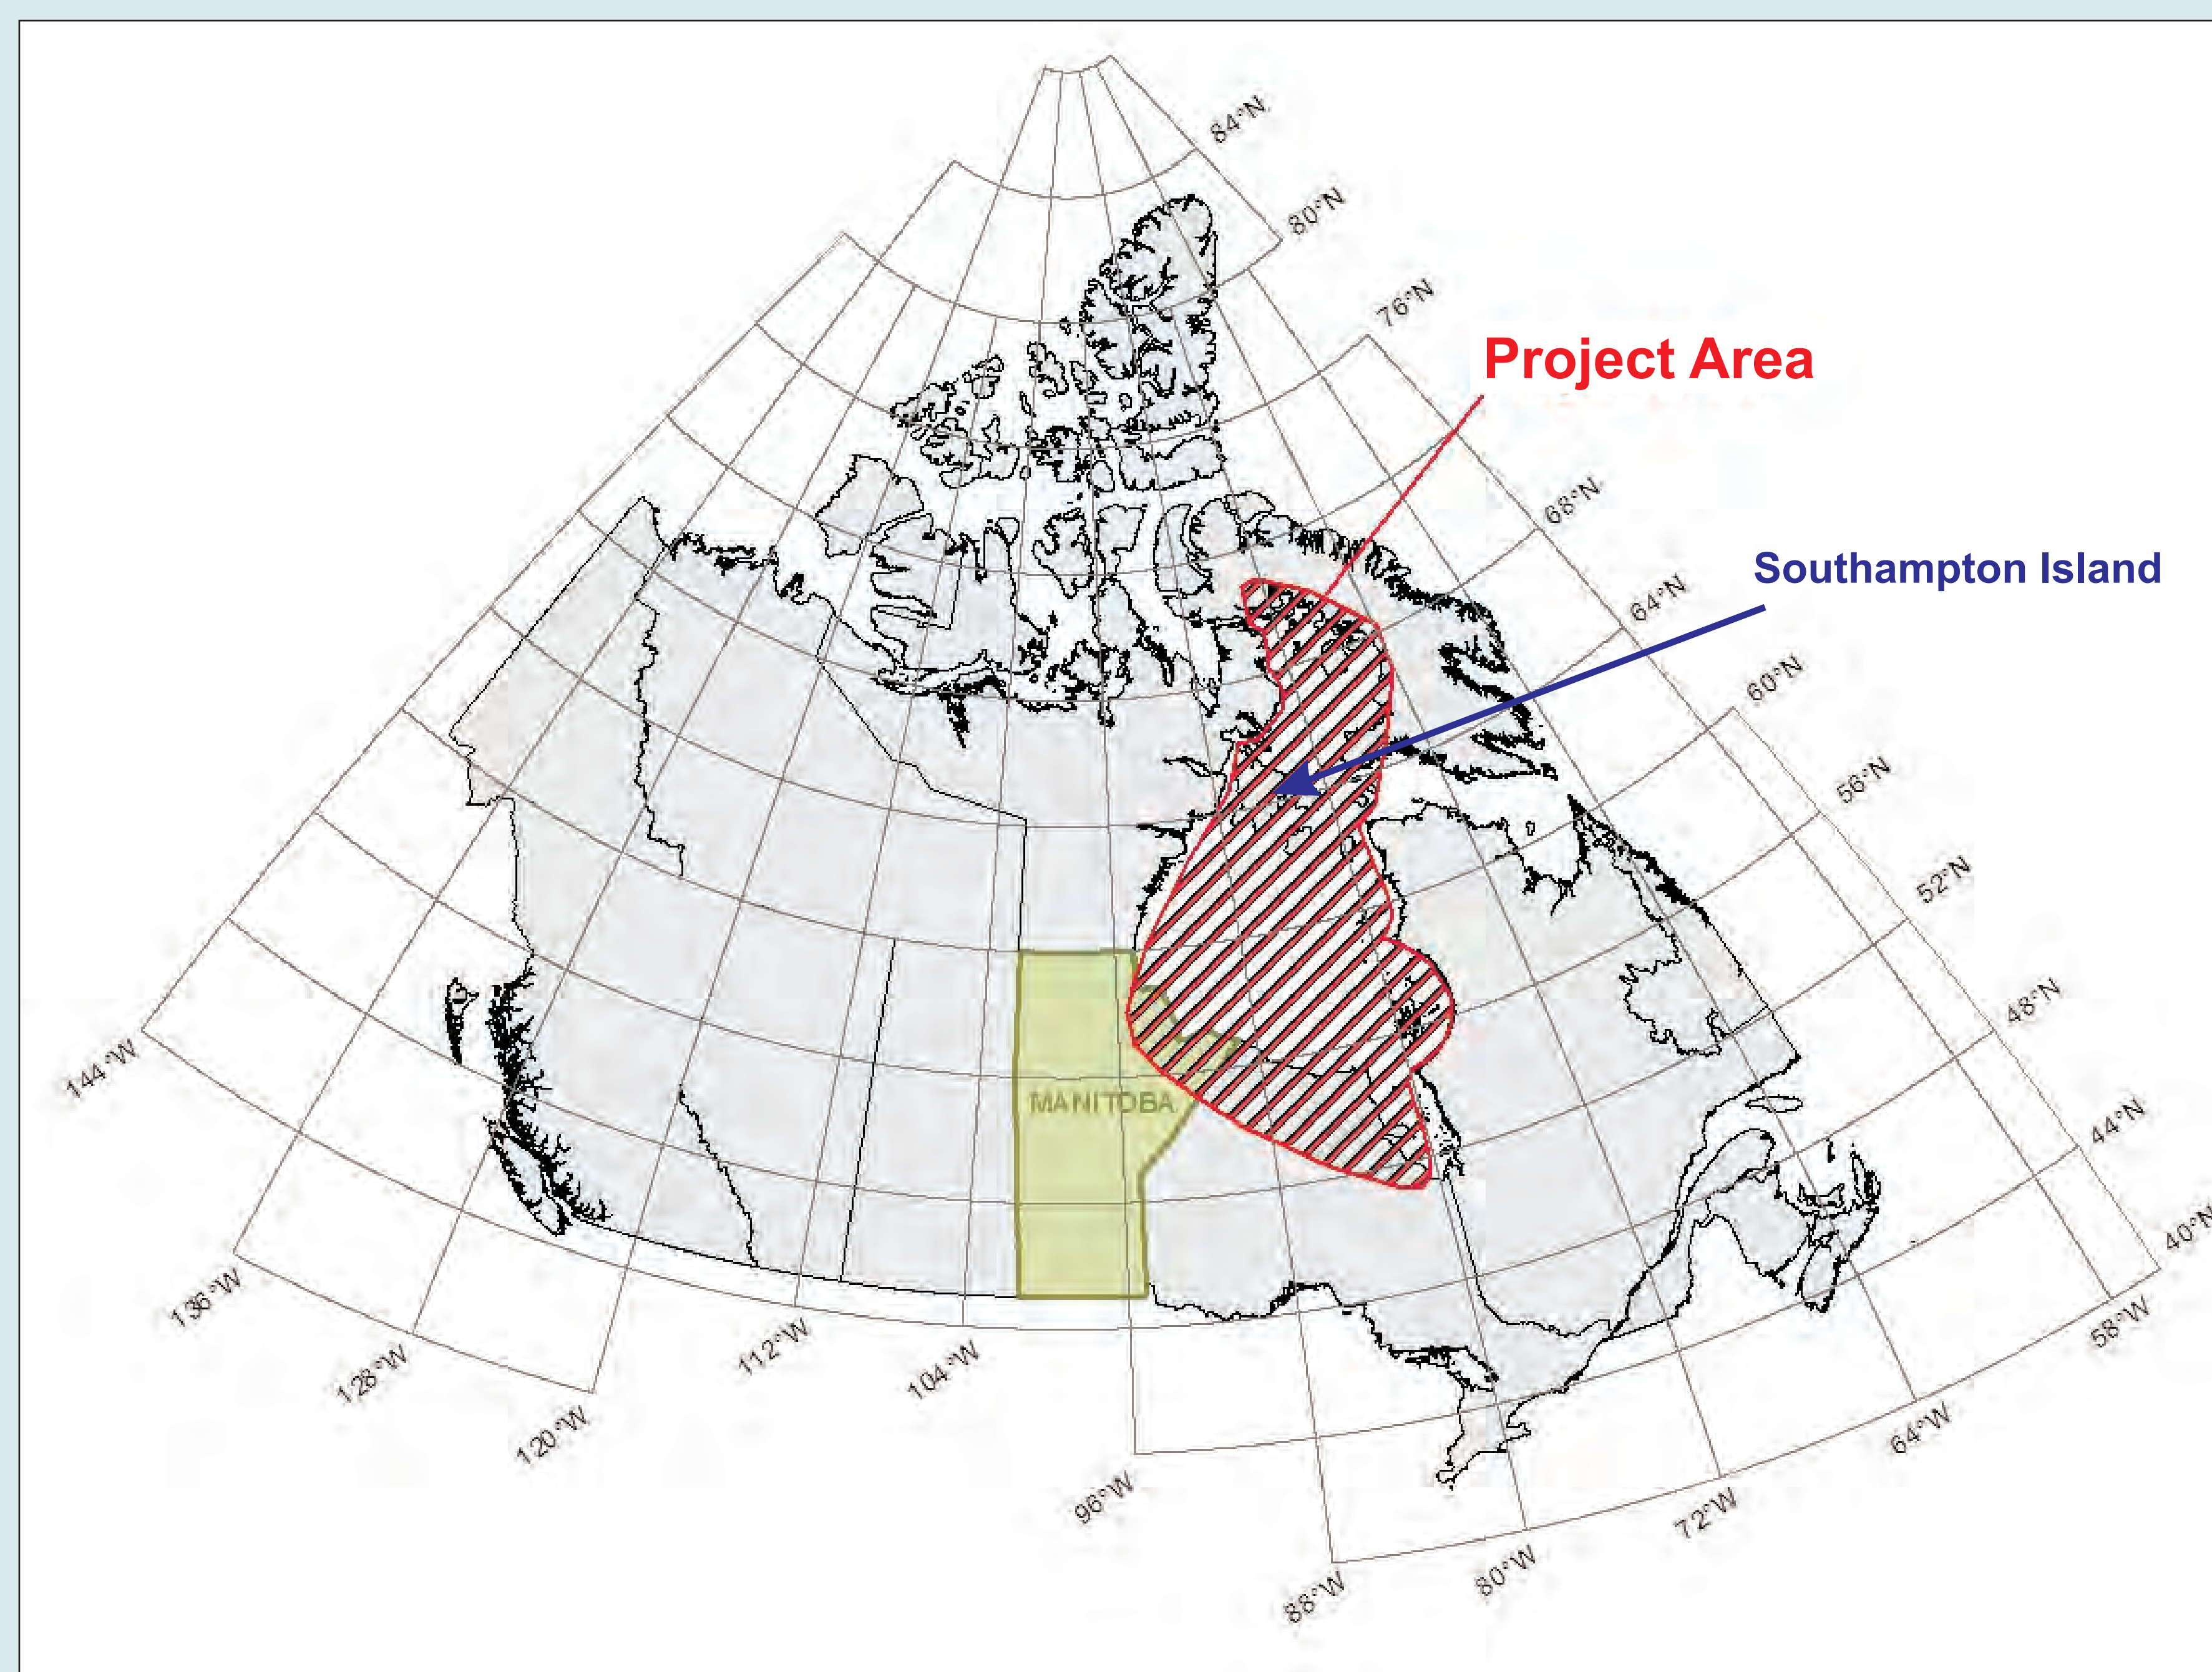 84°N
80°N
76°N
Project Area
68°N
Southampton Island
64°N
60°N
56°N
52°N
48°N
144°W
MANITOBA
44°N
40°N
136°W
58°W
112°W
128°W
104°W
64°W
120°W
96°W
72°W
80°W
88°W